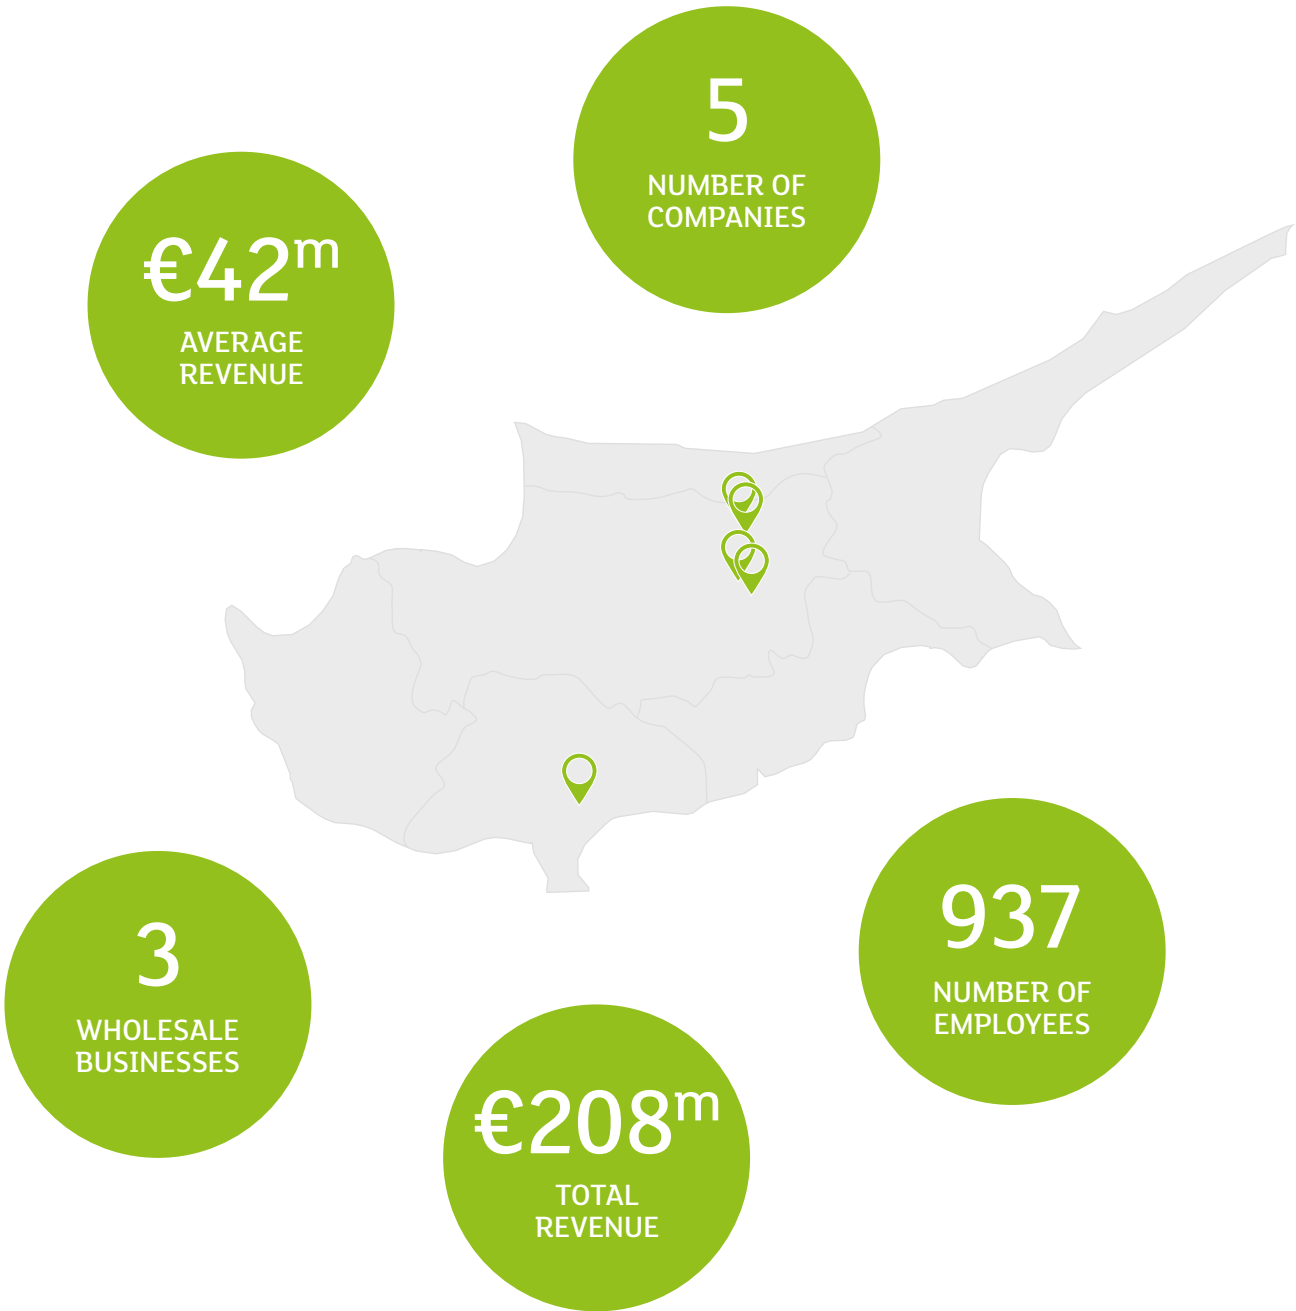 5
NUMBER OF
COMPANIES
€42m
AVERAGE
REVENUE
3
WHOLESALE
BUSINESSES
937
NUMBER OF
EMPLOYEES
€208m
TOTAL
REVENUE